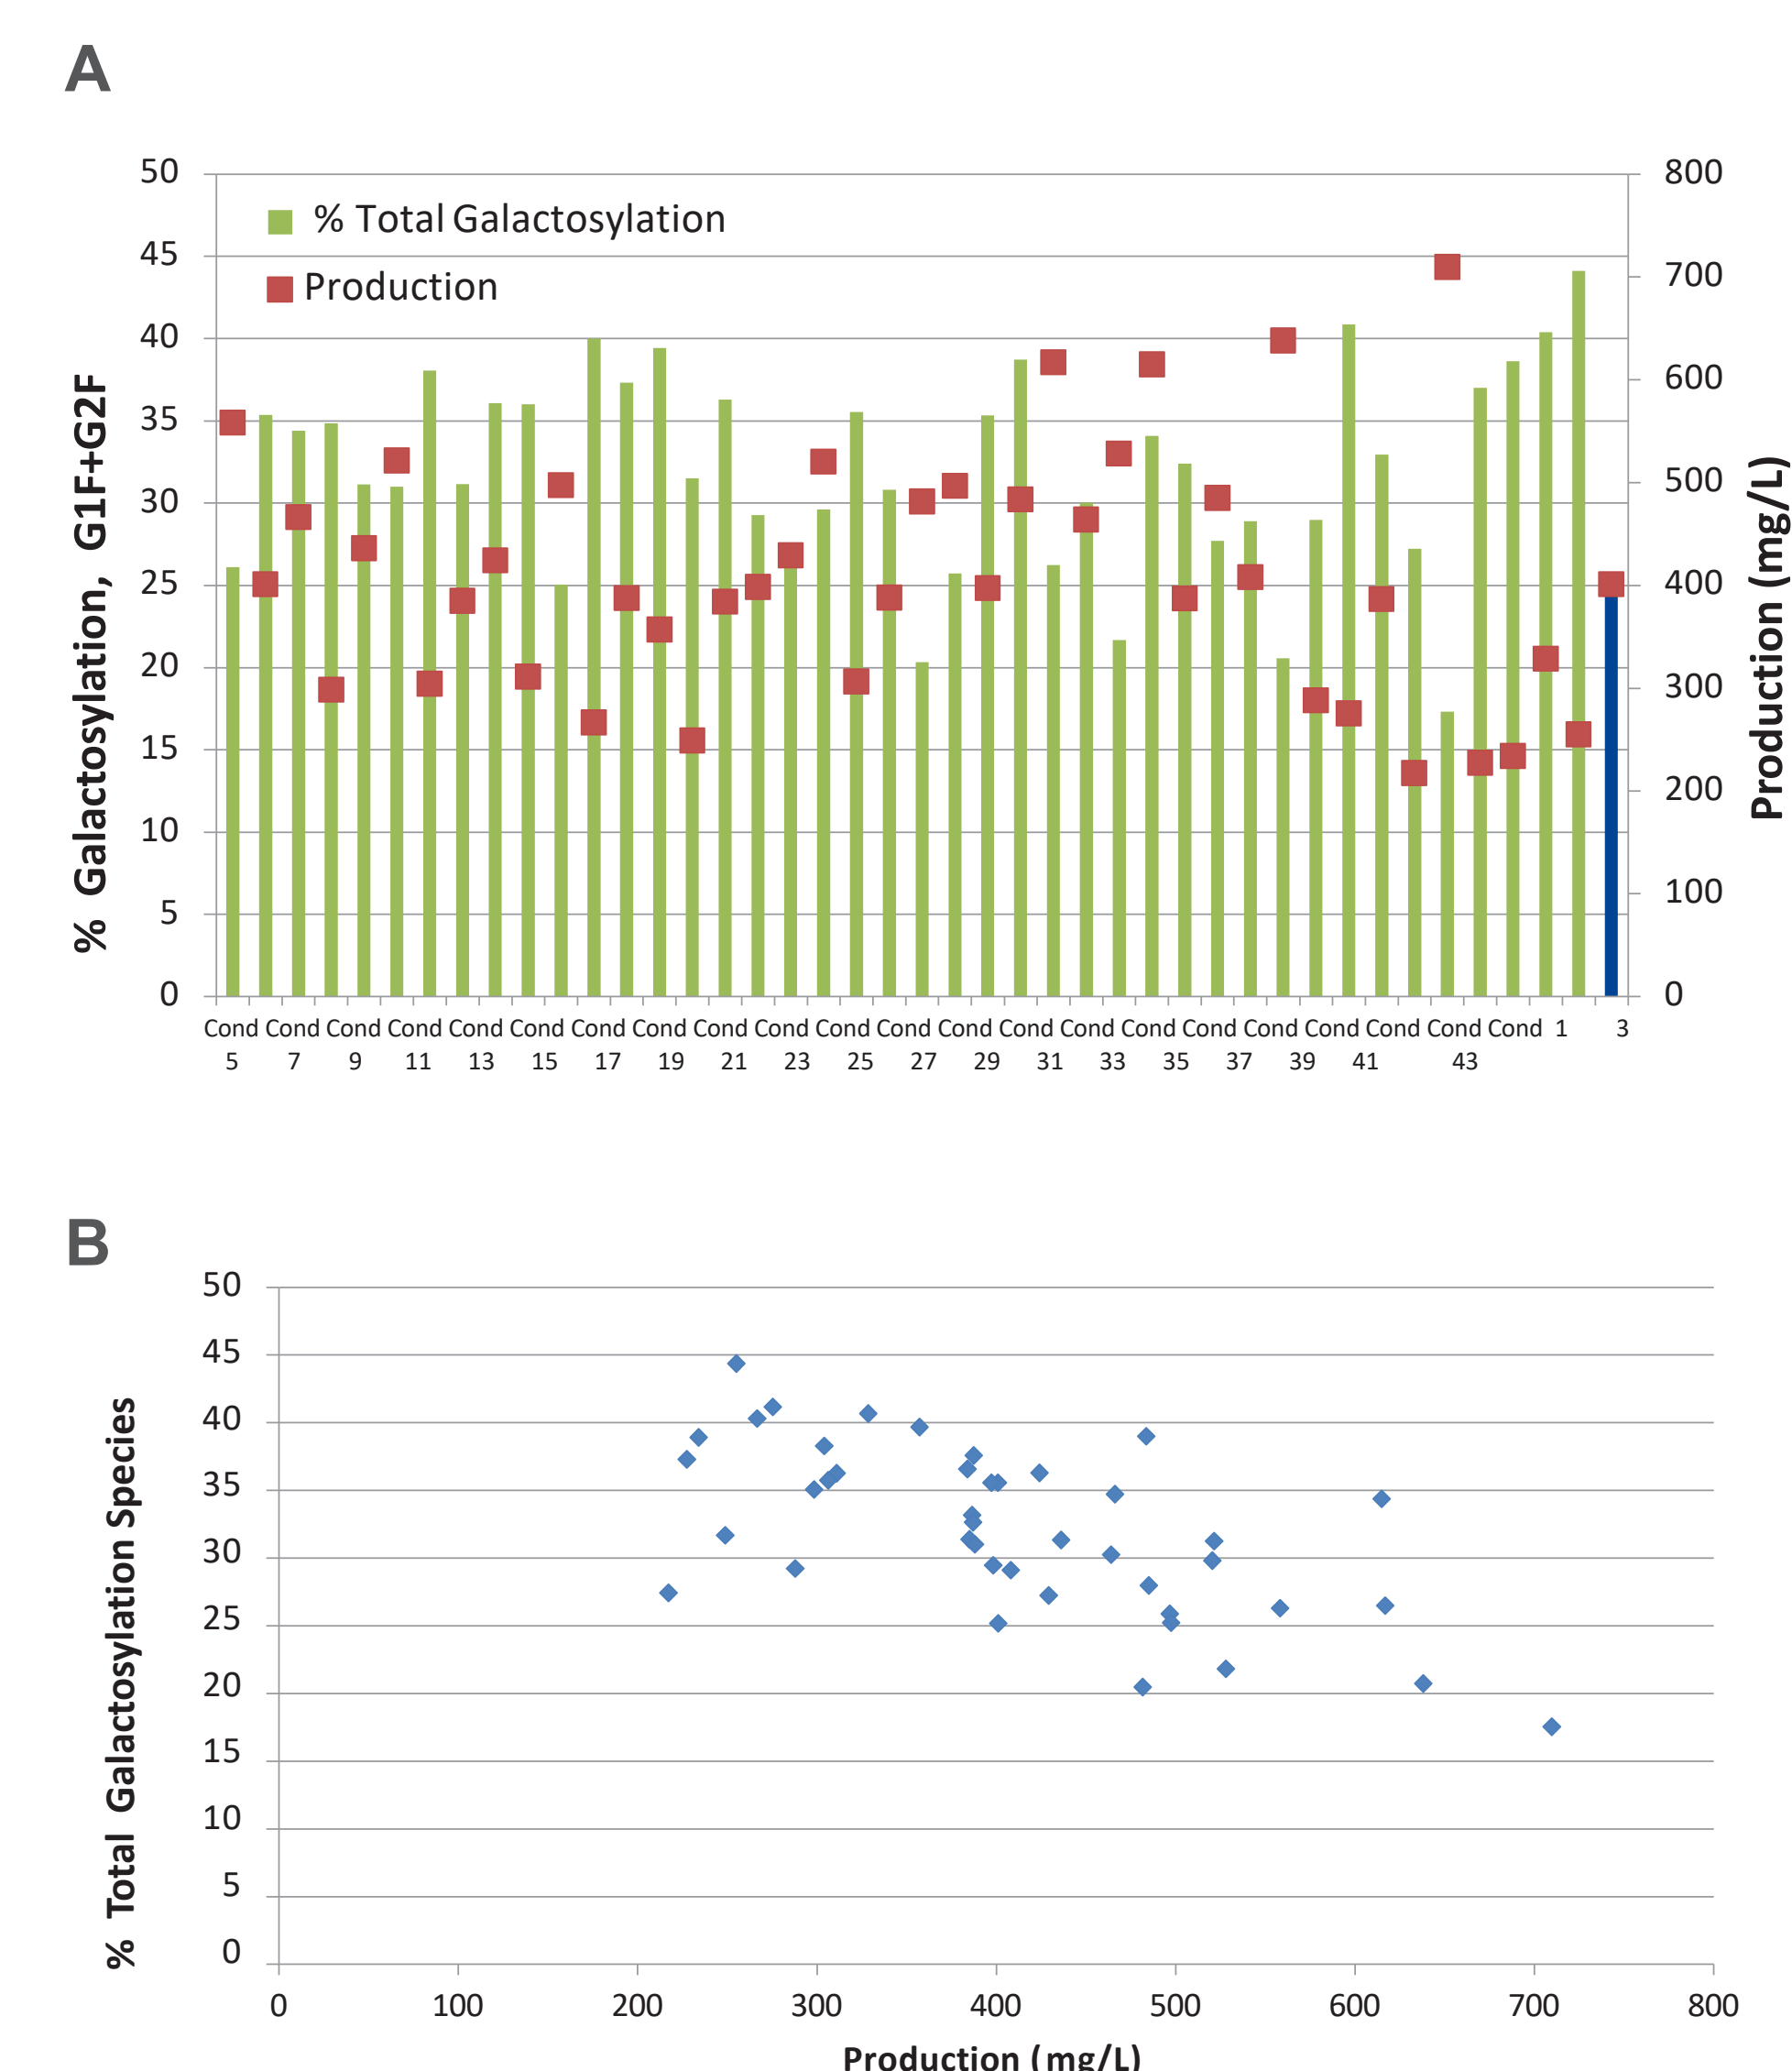 A
50
45
40
35
30
25
20
15
10
5
0
% Galactosylation, G1F+G2F
% Total Galactosylation
Production
800
700
600
500
400
300
200
100
0
Production (mg/L)
Cond Cond Cond Cond Cond Cond Cond Cond Cond Cond Cond Cond Cond Cond Cond Cond Cond Cond Cond Cond Cond Cond 1 3
5 7 9 11 13 15 17 19 21 23 25 27 29 31 33 35 37 39 41 43
B
50
45
40
35
30
25
20
15
10
5
0
% Total Galactosylation Species
0 100 200 300 400 500 600 700 800
Production (mg/L)